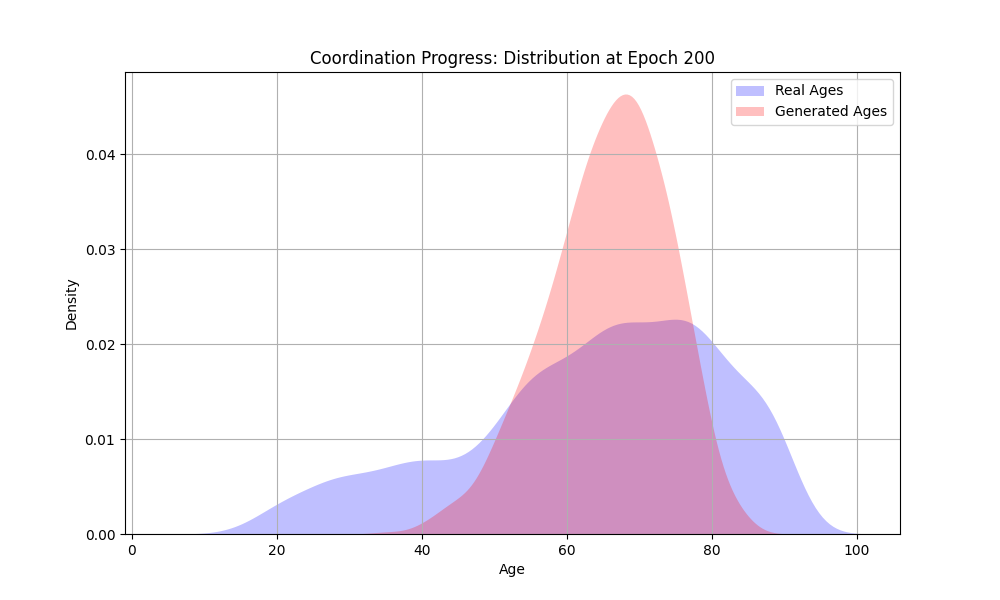 Coordination Progress: Distribution at Epoch 200
Real Ages
Generated Ages
0.04
0.03
0.02
0.01
0.00
Density
0 20 40 60 80 100
Age